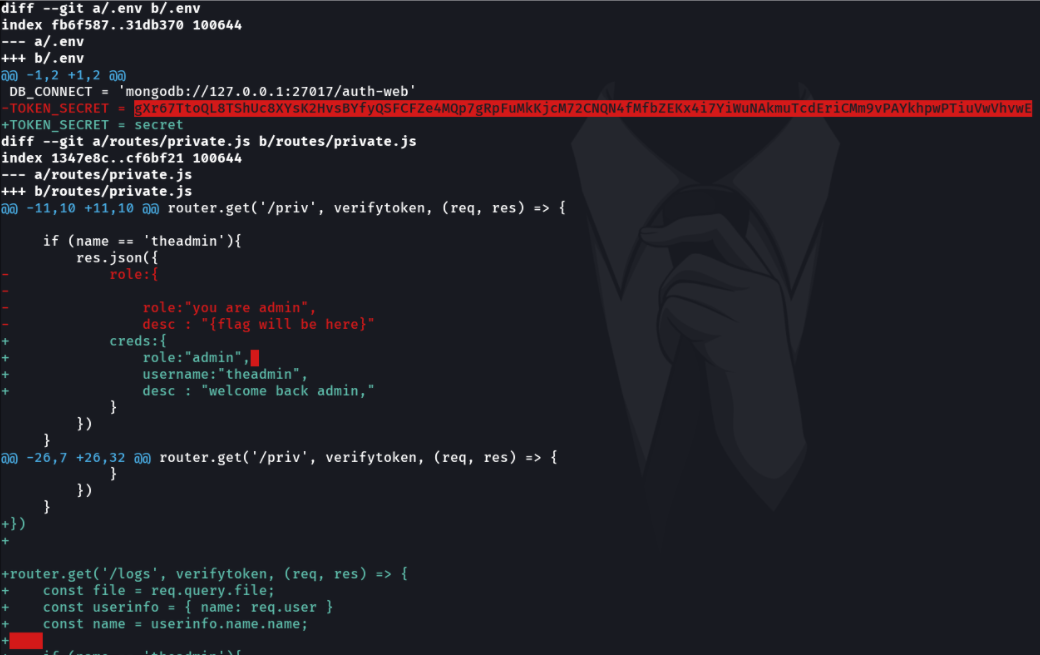 diff --git a/.env b/.env
index fb6f587..31db370 100644
--- a/.env
+++ b/.env
@@ -1,2 +1,2 @@
 DB_CONNECT = 'mongodb://127.0.0.1:27017/auth-web'
-TOKEN_SECRET = gXr67TtoQL8TShUc8XYsK2HvsBYfyQSFCFZe4MQp7gRpFuMkKjcM72CNQN4fMfbZEKx4i7YiWuNAkmuTcdEriCMm9vPAYkhpwPTiuVwVhvwE
+TOKEN_SECRET = secret
diff --git a/routes/private.js b/routes/private.js
index 1347e8c..cf6bf21 100644
--- a/routes/private.js
+++ b/routes/private.js
@@ -11,10 +11,10 @@ router.get('/priv', verifytoken, (req, res) => {
     if (name == 'theadmin'){
         res.json({
-            role:{
-
-                role:"you are admin",
-                desc : "{flag will be here}"
+            creds:{
+                role:"admin",
+                username:"theadmin",
+                desc : "welcome back admin,"
             }
         })
     }
@@ -26,7 +26,32 @@ router.get('/priv', verifytoken, (req, res) => {
             }
         })
     }
+})
+
+router.get('/logs', verifytoken, (req, res) => {
+    const file = req.query.file;
+    const userinfo = { name: req.user }
+    const name = userinfo.name.name;
+
+    if (name == 'theadmin'){